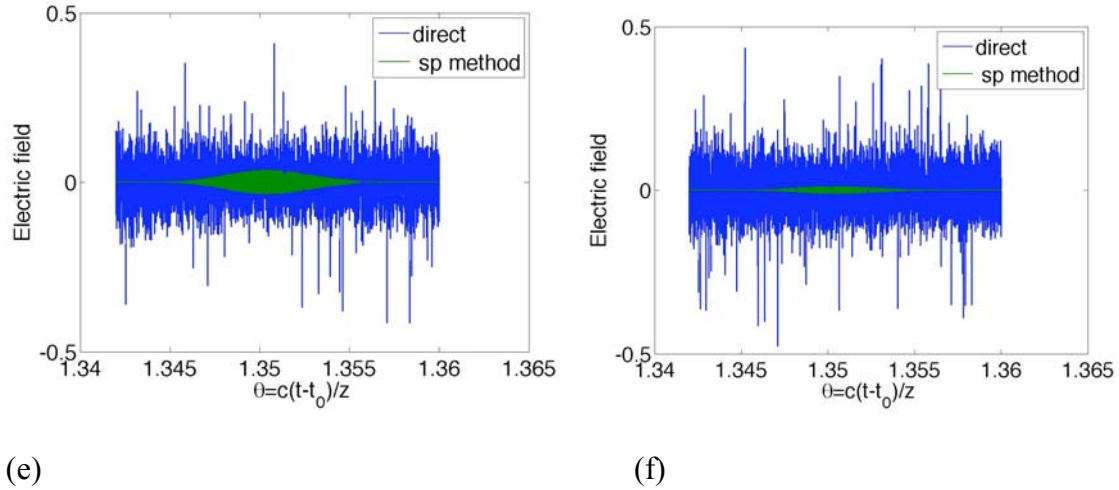 0.5
direct
sp method
Electric field
0
-0.5
1.34 1.345 1.35 1.355 1.36 1.365
θ=c(t-t₀)/z
(e)
0.5
direct
sp method
Electric field
0
-0.5
1.34 1.345 1.35 1.355 1.36 1.365
θ=c(t-t₀)/z
(f)